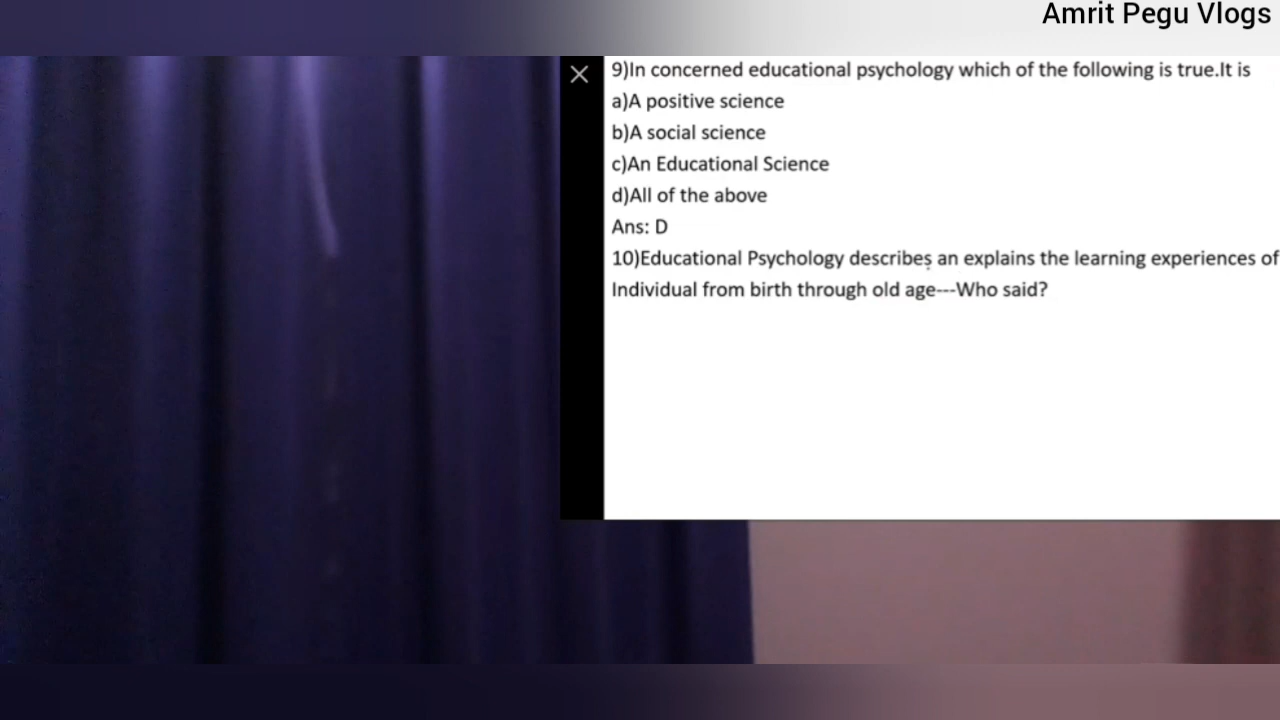 Amrit Pegu Vlogs
9)In concerned educational psychology which of the following is true.It is
a)A positive science
b)A social science
c)An Educational Science
d)All of the above
Ans: D
10)Educational Psychology describes an explains the learning experiences of
Individual from birth through old age---Who said?